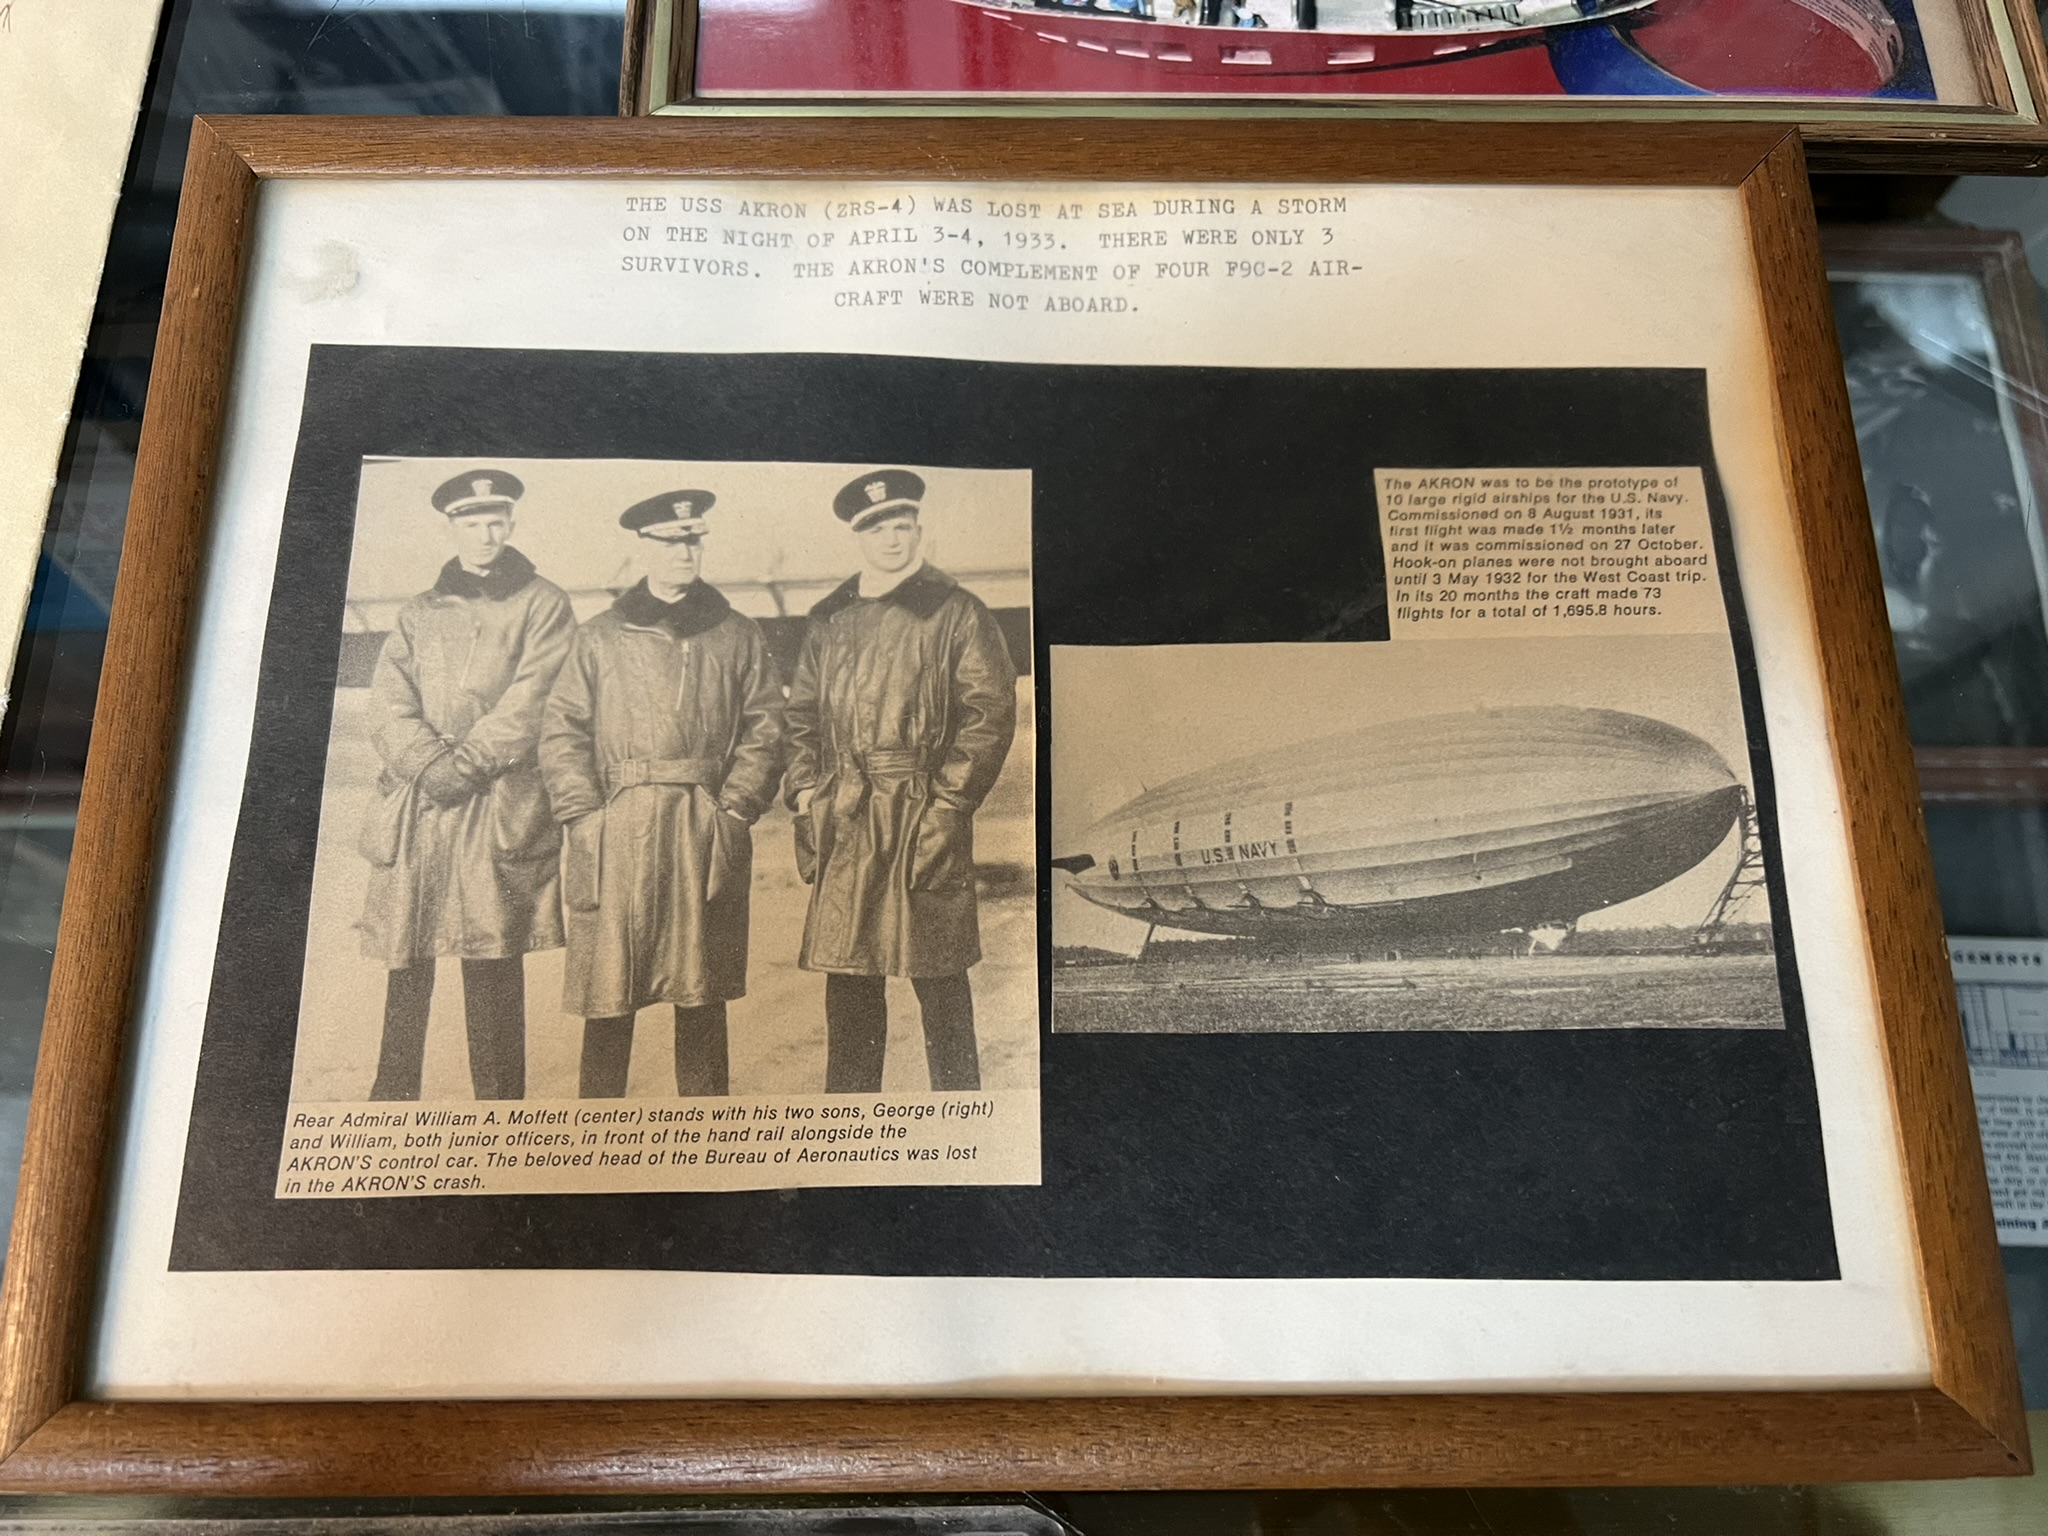 THE USS AKRON (ZRS-4) WAS LOST AT SEA DURING A STORM
ON THE NIGHT OF APRIL 3-4, 1933. THERE WERE ONLY 3
SURVIVORS. THE AKRON'S COMPLEMENT OF FOUR F9C-2 AIR-
CRAFT WERE NOT ABOARD.
The AKRON was to be the prototype of
10 large rigid airships for the U.S. Navy.
Commissioned on 8 August 1931, its
first flight was made 1½ months later
and it was commissioned on 27 October.
Hook-on planes were not brought aboard
until 3 May 1932 for the West Coast trip.
In its 20 months the craft made 73
flights for a total of 1,695.8 hours.
U.S. NAVY
Rear Admiral William A. Moffett (center) stands with his two sons, George (right)
and William, both junior officers, in front of the hand rail alongside the
AKRON'S control car. The beloved head of the Bureau of Aeronautics was lost
in the AKRON'S crash.
GEMENTS